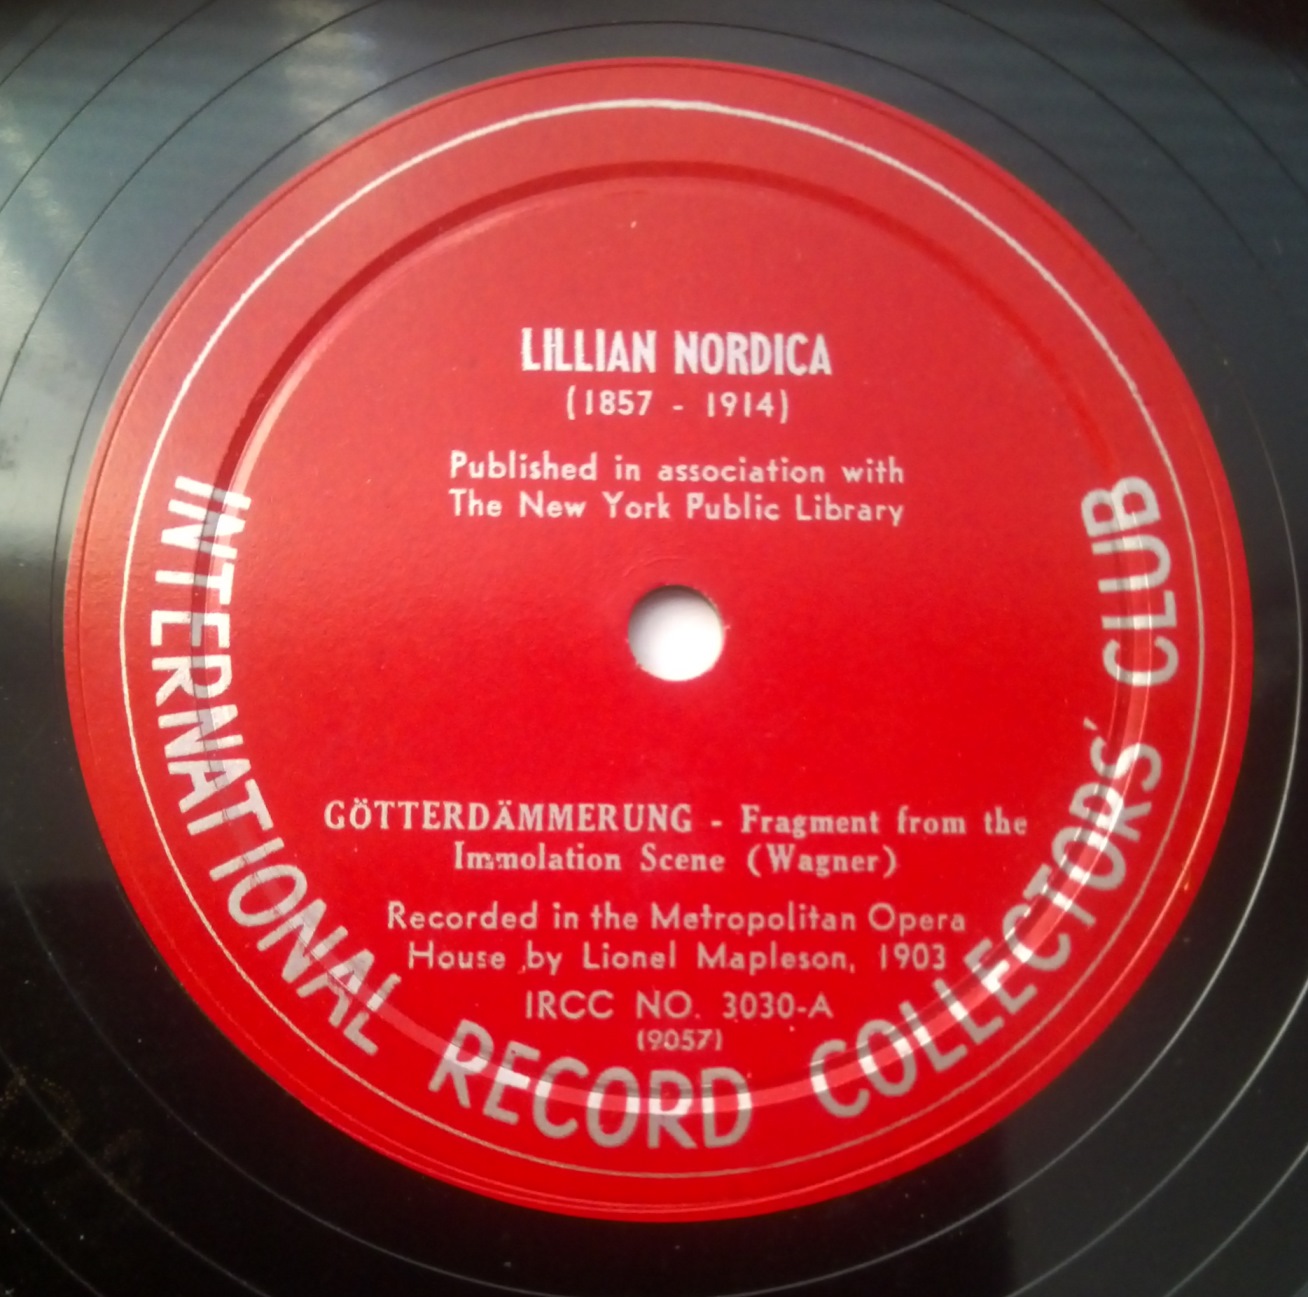 LILLIAN NORDICA
(1857 - 1914)
Published in association with
The New York Public Library
GÖTTERDÄMMERUNG - Fragment from the
Immolation Scene (Wagner)
Recorded in the Metropolitan Opera
House by Lionel Mapleson, 1903
IRCC NO. 3030-A
(9057)
INTERNATIONAL RECORD COLLECTORS' CLUB